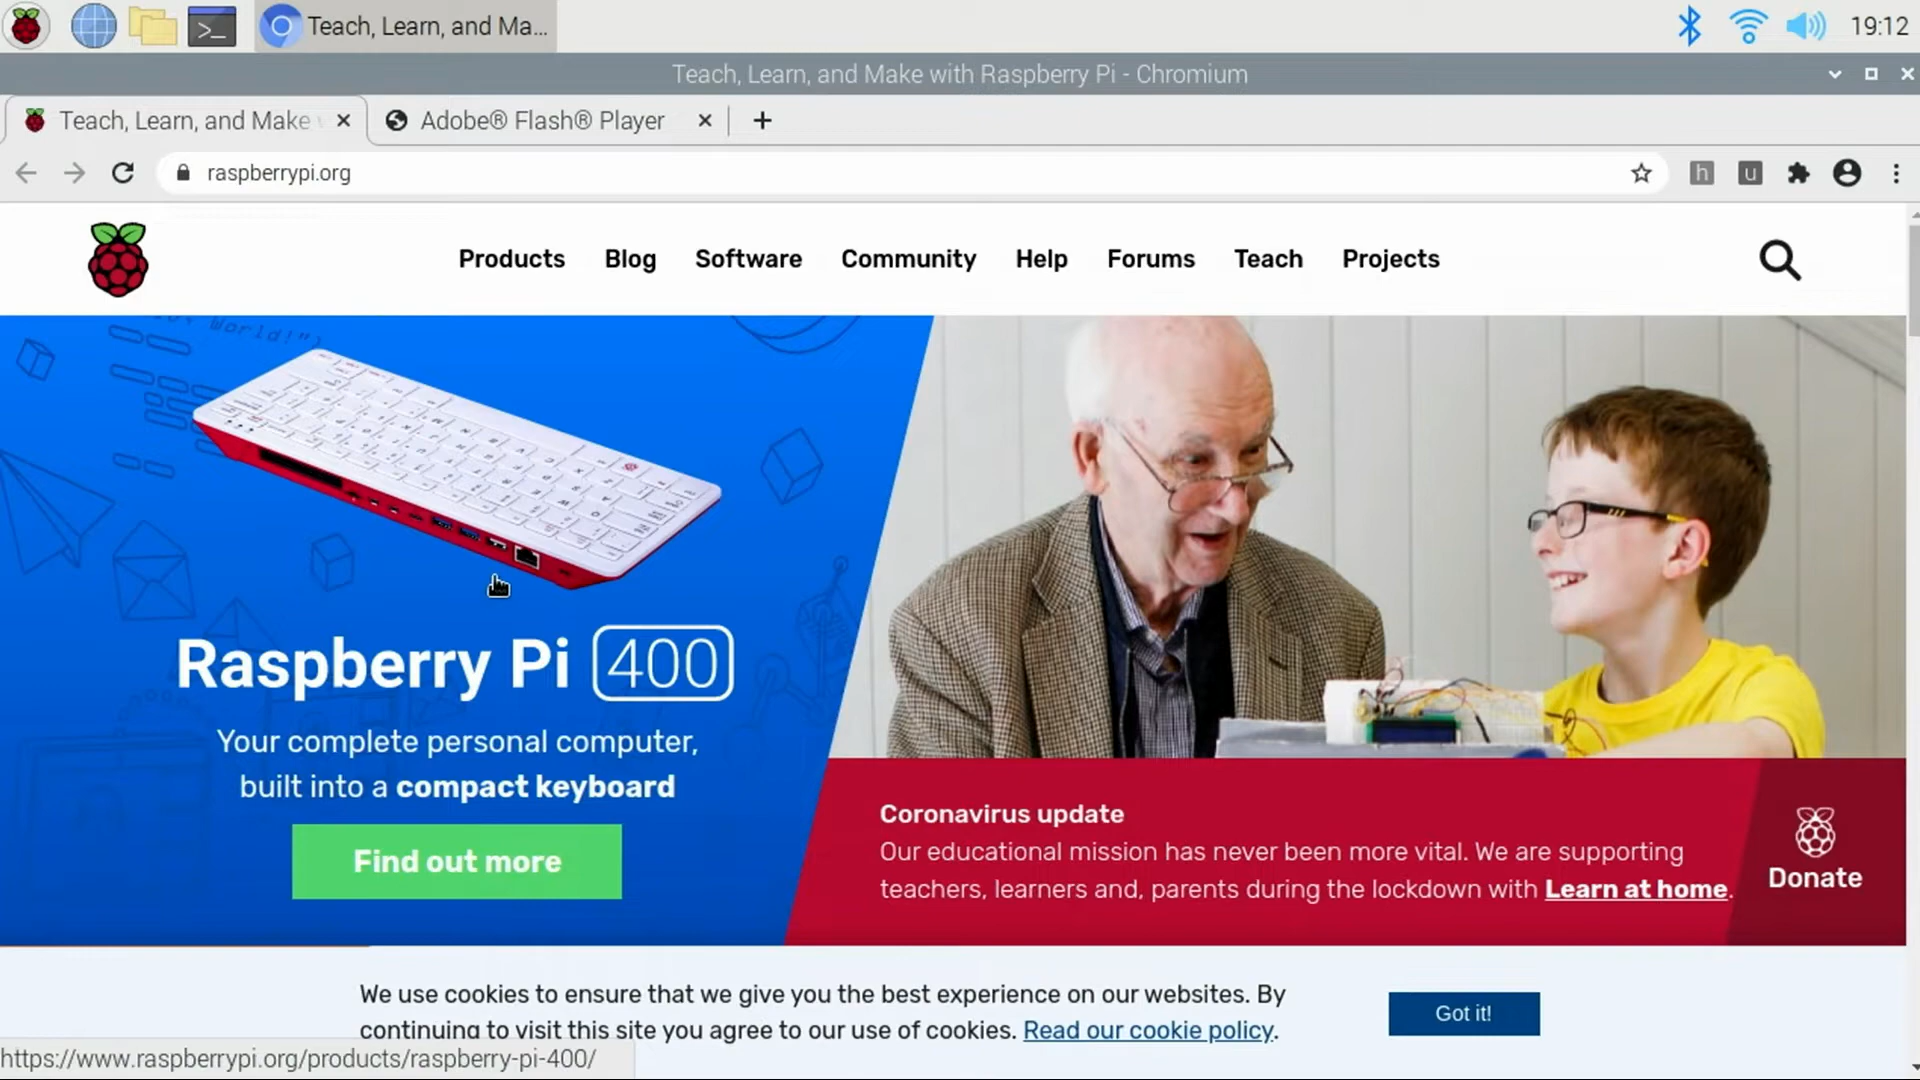 Teach, Learn, and Ma...
19:12
Teach, Learn, and Make with Raspberry Pi - Chromium
Teach, Learn, and Make
Adobe® Flash® Player
raspberrypi.org
h
u
Products
Blog
Software
Community
Help
Forums
Teach
Projects
World!")
Raspberry Pi 400
Your complete personal computer,
built into a compact keyboard
Find out more
Coronavirus update
Our educational mission has never been more vital. We are supporting
teachers, learners and, parents during the lockdown with Learn at home.
Donate
We use cookies to ensure that we give you the best experience on our websites. By
continuing to visit this site you agree to our use of cookies. Read our cookie policy.
Got it!
https://www.raspberrypi.org/products/raspberry-pi-400/